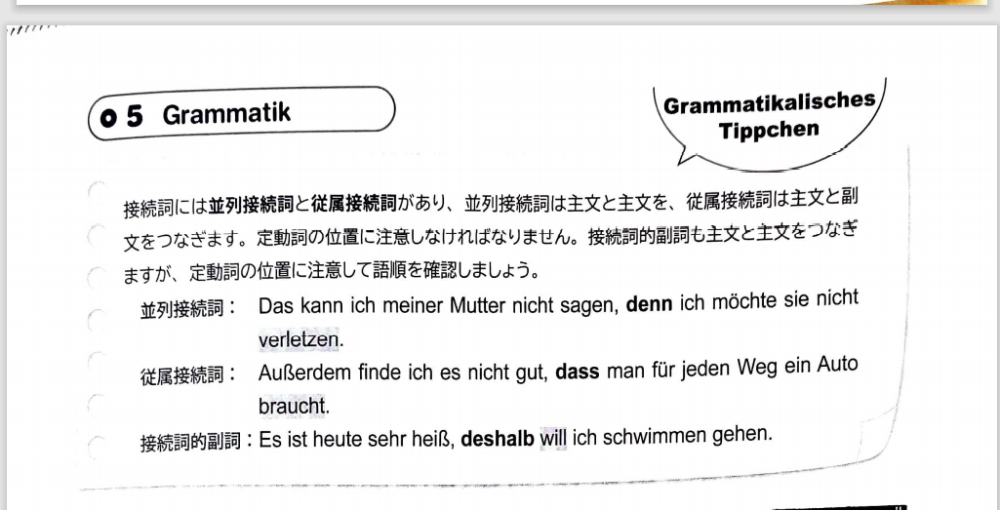 05 Grammatik
Grammatikalisches
Tippchen
接続詞には並列接続詞と従属接続詞があり、並列接続詞は主文と主文を、従属接続詞は主文と副
文をつなぎます。定動詞の位置に注意しなければなりません。接続詞的副詞も主文と主文をつなぎ
ますが、定動詞の位置に注意して語順を確認しましょう。
並列接続詞： Das kann ich meiner Mutter nicht sagen, denn ich möchte sie nicht
verletzen.
従属接続詞： Außerdem finde ich es nicht gut, dass man für jeden Weg ein Auto
braucht.
接続詞的副詞：Es ist heute sehr heiß, deshalb will ich schwimmen gehen.